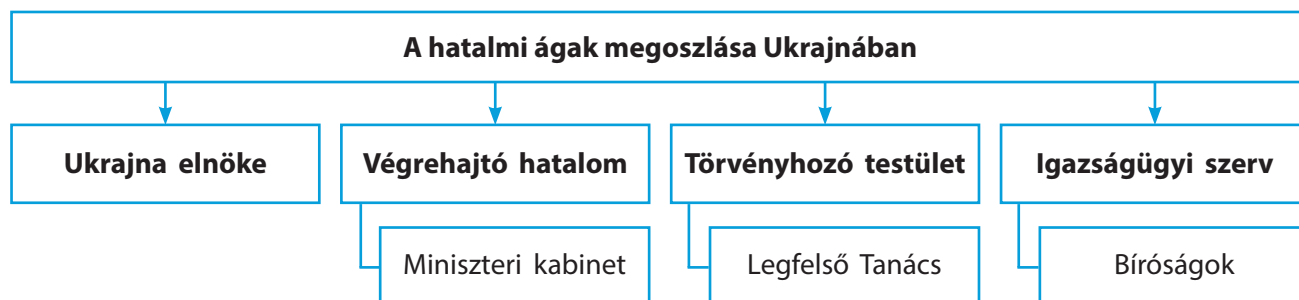 A hatalmi ágak megoszlása Ukrajnában
Ukrajna elnöke
Végrehajtó hatalom
Törvényhozó testület
Igazságügyi szerv
Miniszteri kabinet
Legfelső Tanács
Bíróságok